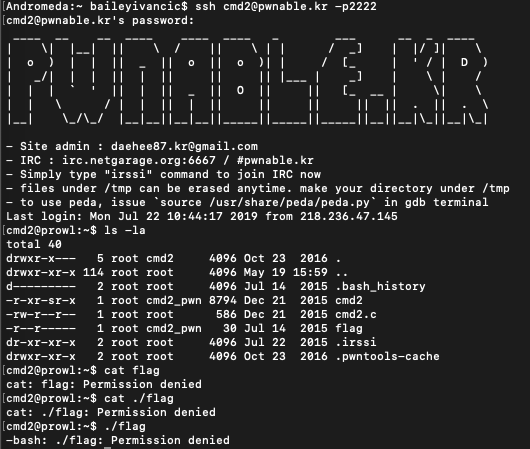 [Andromeda:~ baileyivancic$ ssh cmd2@pwnable.kr -p2222
[cmd2@pwnable.kr's password:
- Site admin : daehee87.kr@gmail.com
- IRC : irc.netgarage.org:6667 / #pwnable.kr
- Simply type "irssi" command to join IRC now
- files under /tmp can be erased anytime. make your directory under /tmp
- to use peda, issue `source /usr/share/peda/peda.py` in gdb terminal
Last login: Mon Jul 22 10:44:17 2019 from 218.236.47.145
[cmd2@prowl:~$ ls -la
total 40
drwxr-x---   5 root cmd2     4096 Oct 23  2016 .
drwxr-xr-x 114 root root     4096 May 19 15:59 ..
d---------   2 root root     4096 Jul 14  2015 .bash_history
-r-xr-sr-x   1 root cmd2_pwn 8794 Dec 21  2015 cmd2
-rw-r--r--   1 root root      586 Dec 21  2015 cmd2.c
-r--r-----   1 root cmd2_pwn   30 Jul 14  2015 flag
dr-xr-xr-x   2 root root     4096 Jul 22  2015 .irssi
drwxr-xr-x   2 root root     4096 Oct 23  2016 .pwntools-cache
[cmd2@prowl:~$ cat flag
cat: flag: Permission denied
[cmd2@prowl:~$ cat ./flag
cat: ./flag: Permission denied
[cmd2@prowl:~$ ./flag
-bash: ./flag: Permission denied